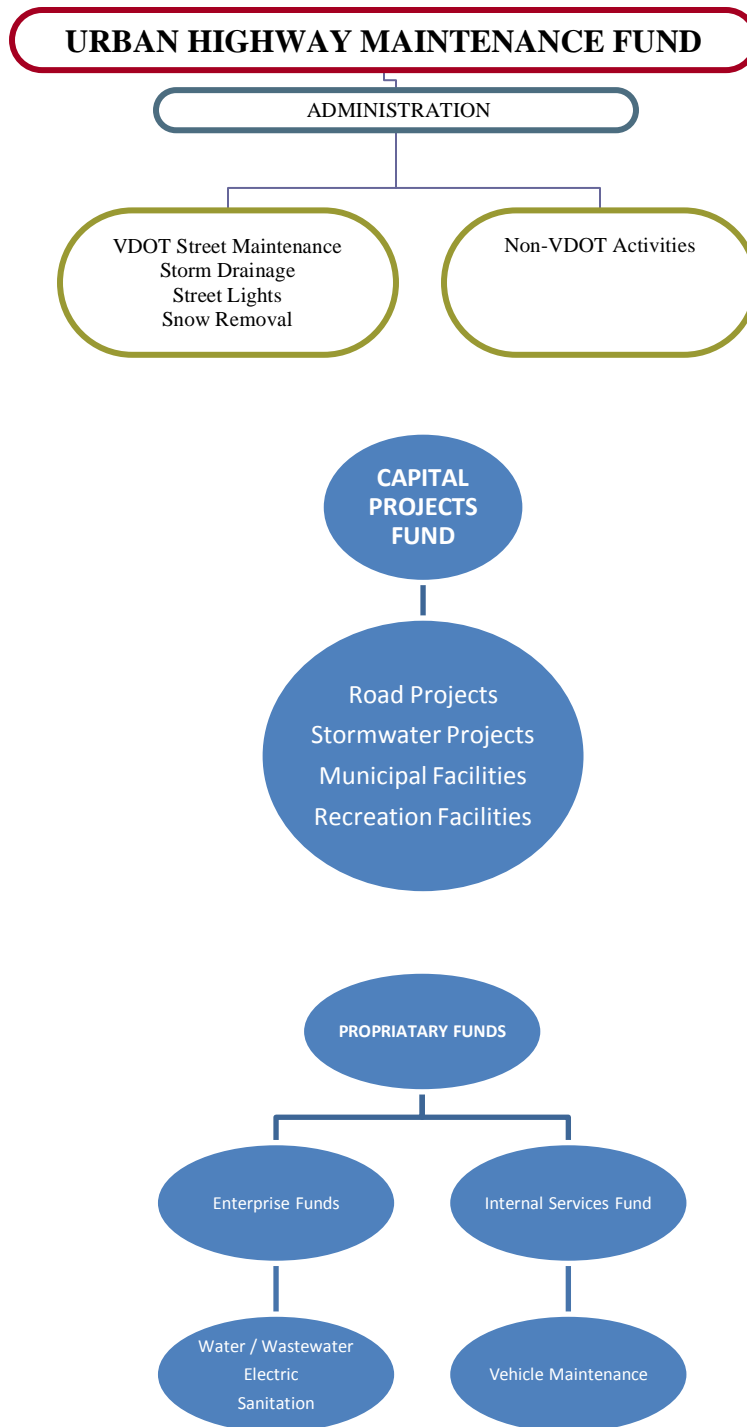 URBAN HIGHWAY MAINTENANCE FUND
ADMINISTRATION
VDOT Street Maintenance
Storm Drainage
Street Lights
Snow Removal
Non-VDOT Activities
CAPITAL
PROJECTS
FUND
Road Projects
Stormwater Projects
Municipal Facilities
Recreation Facilities
PROPRIATARY FUNDS
Enterprise Funds
Internal Services Fund
Water / Wastewater
Electric
Sanitation
Vehicle Maintenance